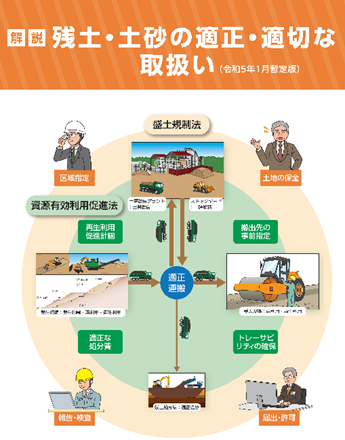 解説 残土・土砂の適正・適切な
取扱い（令和5年1月暫定版）
盛土規制法
区域指定
土地の保全
資源有効利用促進法
再生利用
促進計画
搬出先の
事前指定
適正
運搬
適正な
処分費
トレーサビ
リティの確保
報告・検査
届出・許可